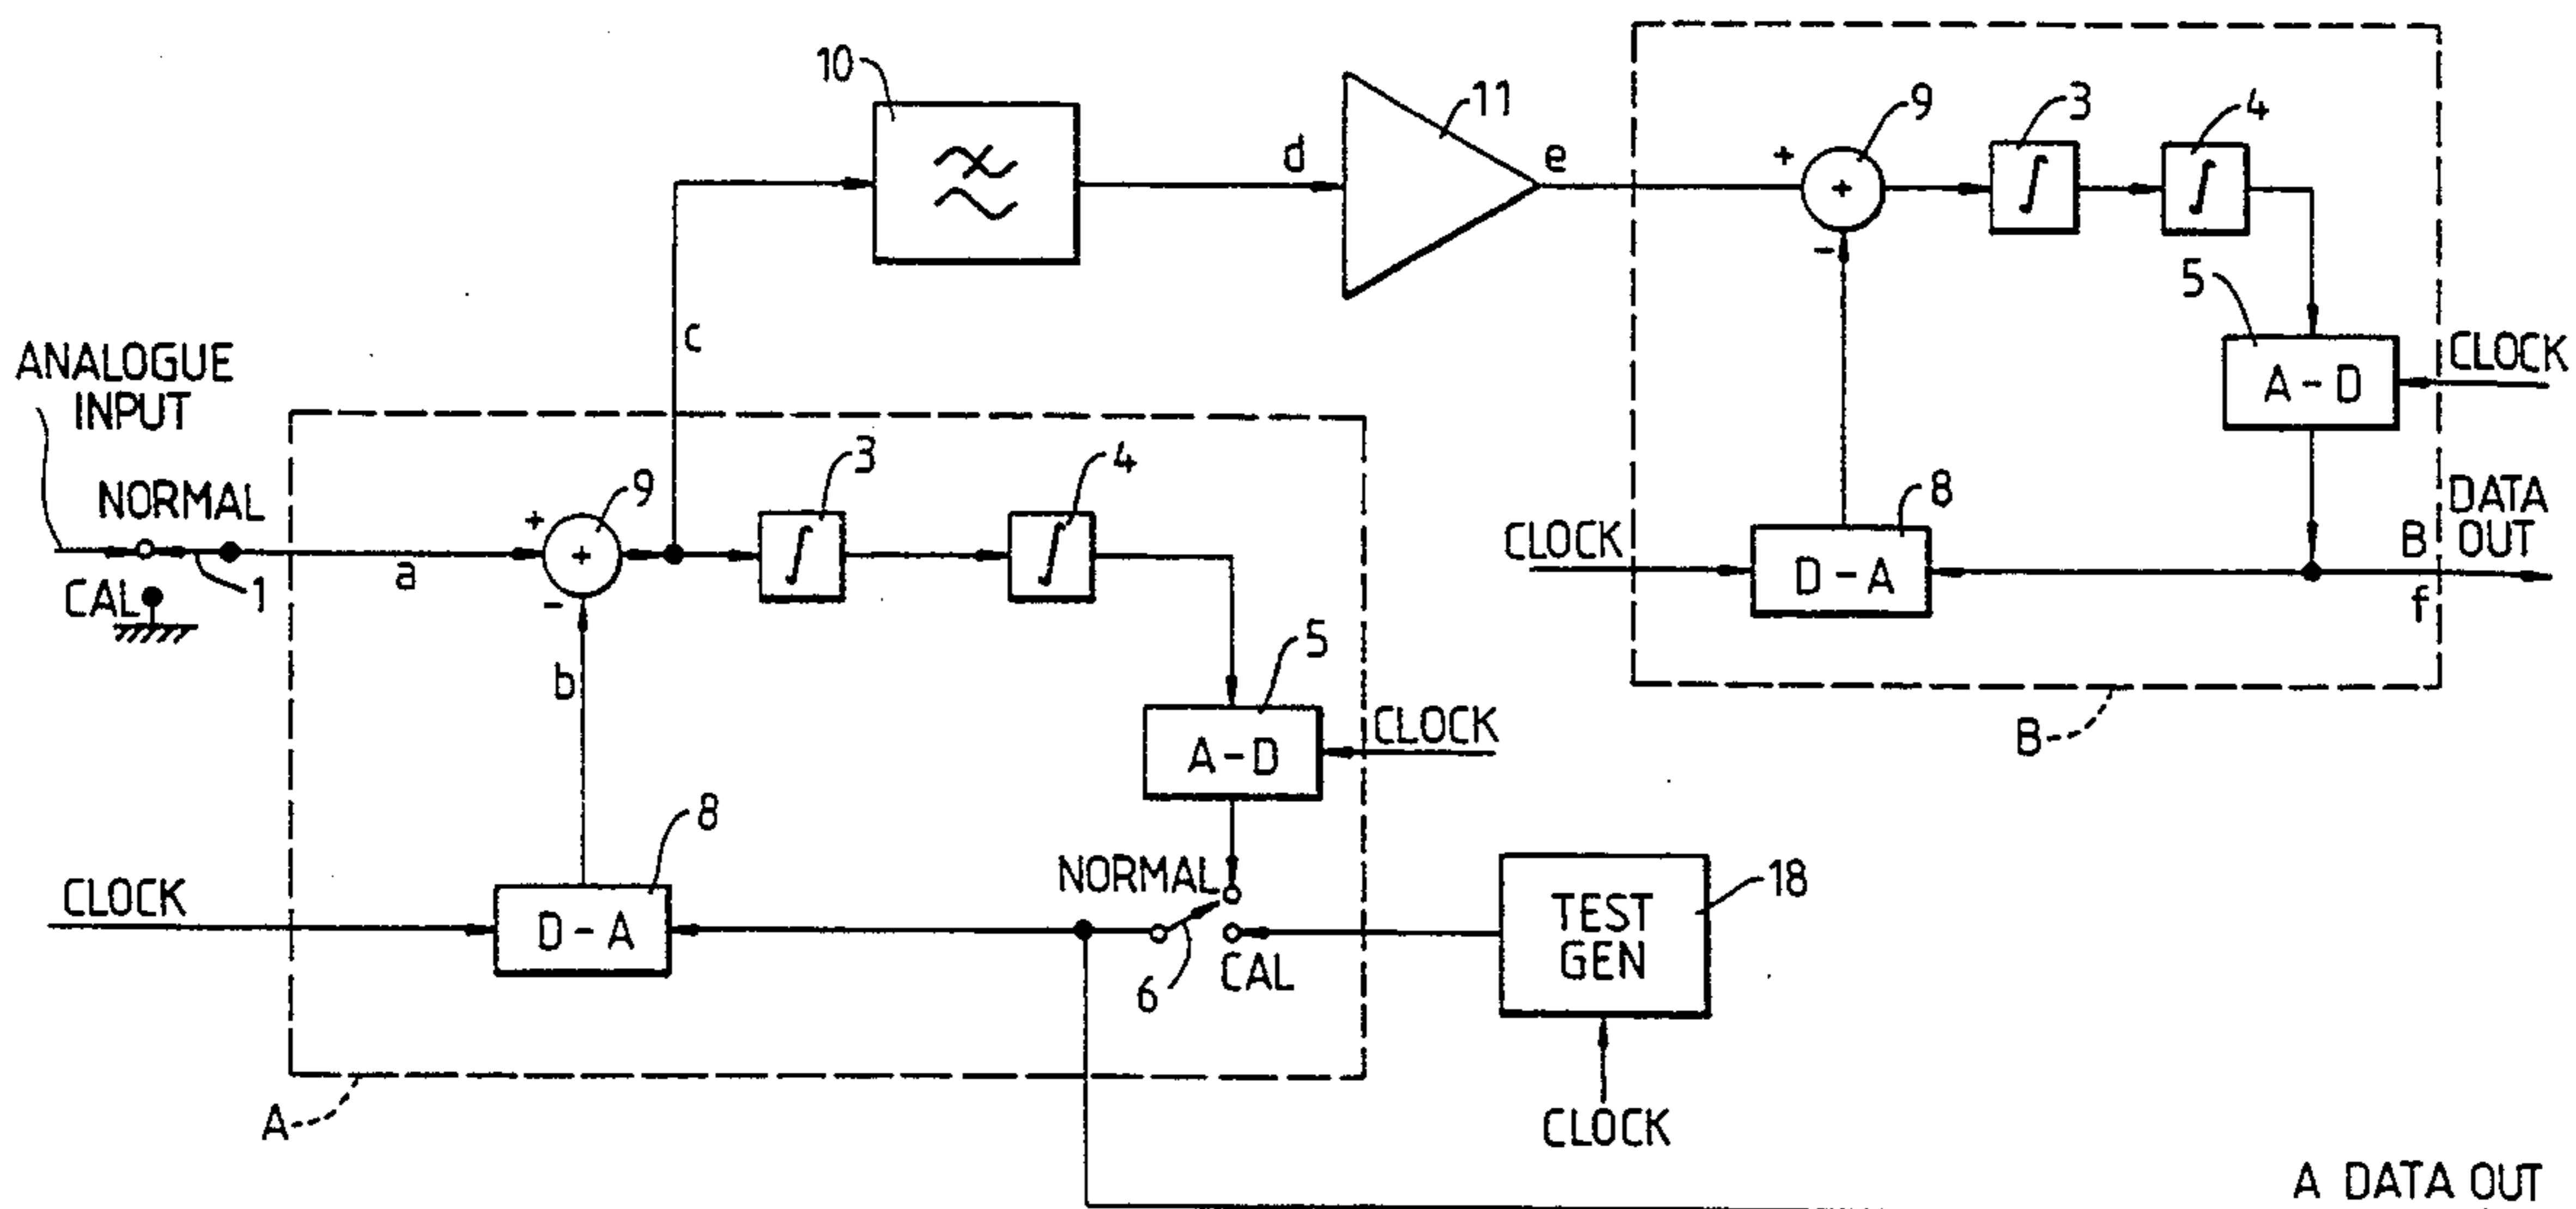 10
11
d
e
+
9
+
-
3
∫
4
∫
5
A-D
CLOCK
c
ANALOGUE
INPUT
NORMAL
CAL
1
a
+
9
+
-
3
∫
4
∫
b
5
A-D
CLOCK
8
CLOCK
D-A
NORMAL
6
CAL
TEST
GEN
18
CLOCK
A
CLOCK
8
D-A
B
f
DATA
OUT
B
A DATA OUT